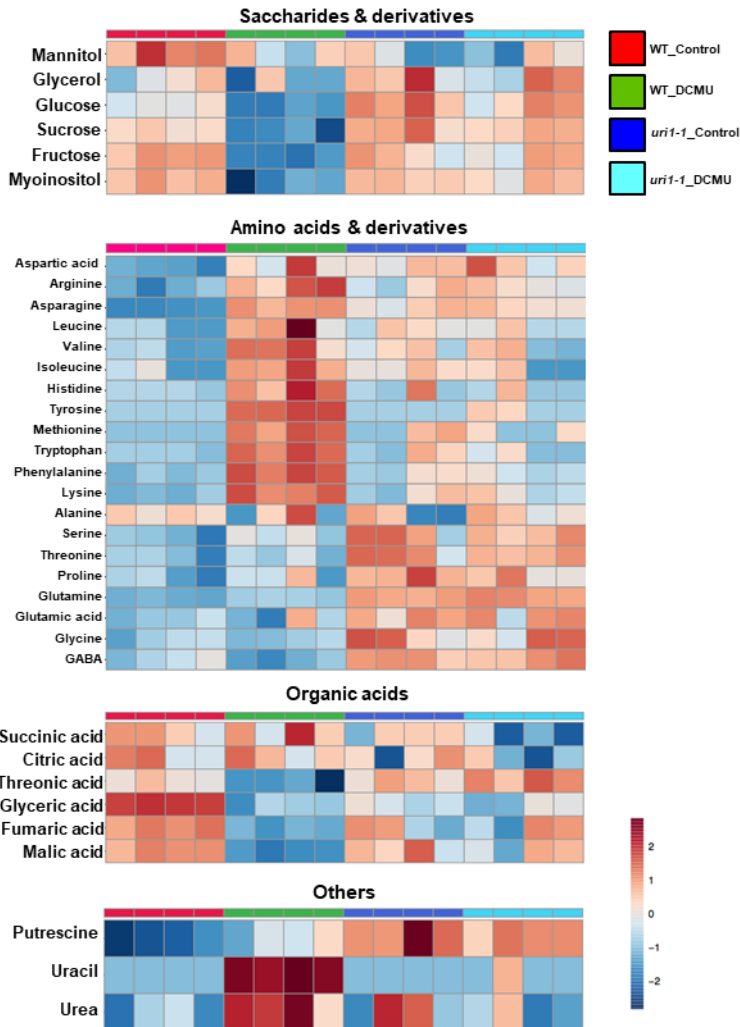 Saccharides & derivatives
Mannitol
Glycerol
Glucose
Sucrose
Fructose
Myoinositol
WT_Control
WT_DCMU
uri1-1_Control
uri1-1_DCMU
Amino acids & derivatives
Aspartic acid
Arginine
Asparagine
Leucine
Valine
Isoleucine
Histidine
Tyrosine
Methionine
Tryptophan
Phenylalanine
Lysine
Alanine
Serine
Threonine
Proline
Glutamine
Glutamic acid
Glycine
GABA
Organic acids
Succinic acid
Citric acid
Threonic acid
Glyceric acid
Fumaric acid
Malic acid
2
1
0
−1
−2
Others
Putrescine
Uracil
Urea